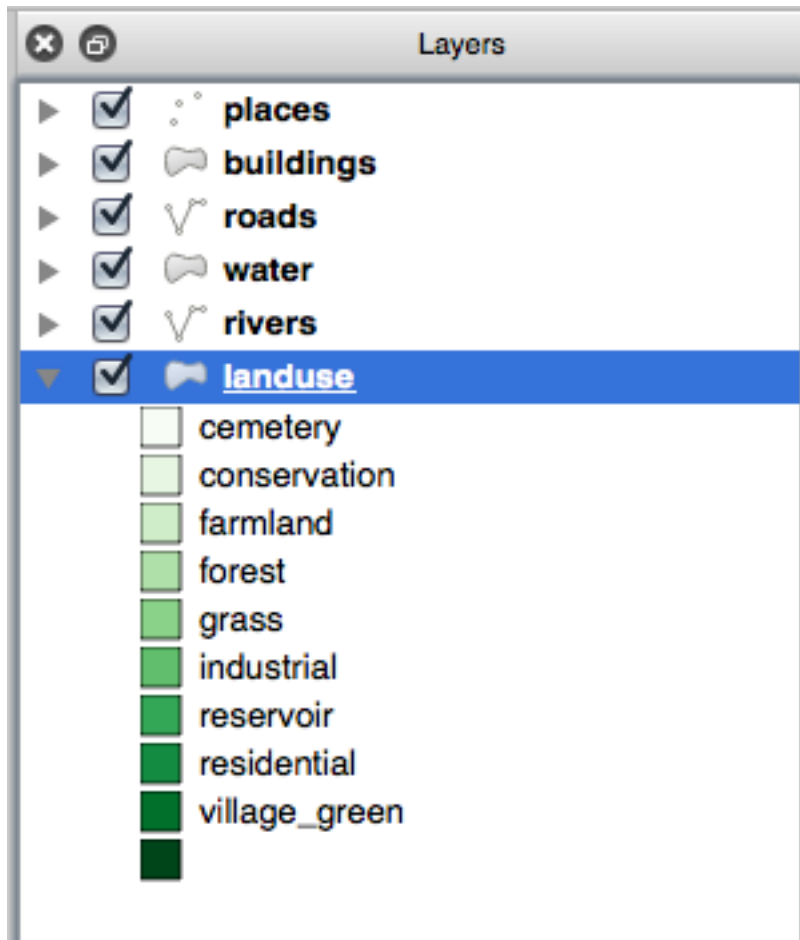 Layers
places
buildings
roads
water
rivers
landuse
cemetery
conservation
farmland
forest
grass
industrial
reservoir
residential
village_green